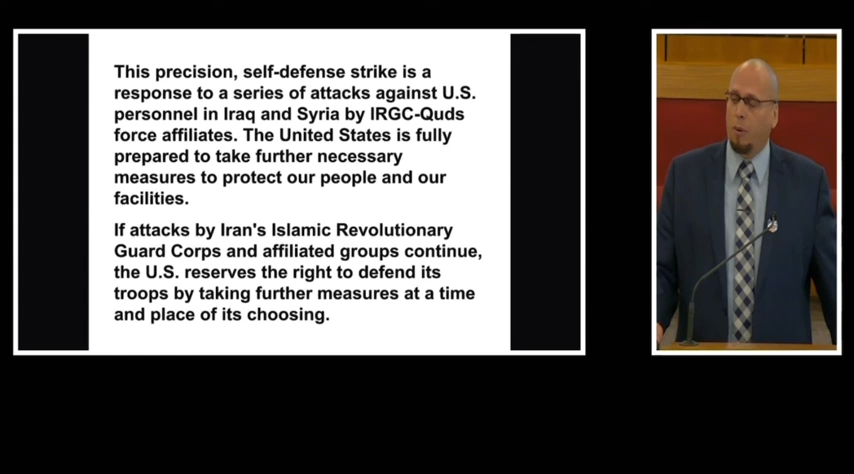 This precision, self-defense strike is a
response to a series of attacks against U.S.
personnel in Iraq and Syria by IRGC-Quds
force affiliates. The United States is fully
prepared to take further necessary
measures to protect our people and our
facilities.
If attacks by Iran's Islamic Revolutionary
Guard Corps and affiliated groups continue,
the U.S. reserves the right to defend its
troops by taking further measures at a time
and place of its choosing.